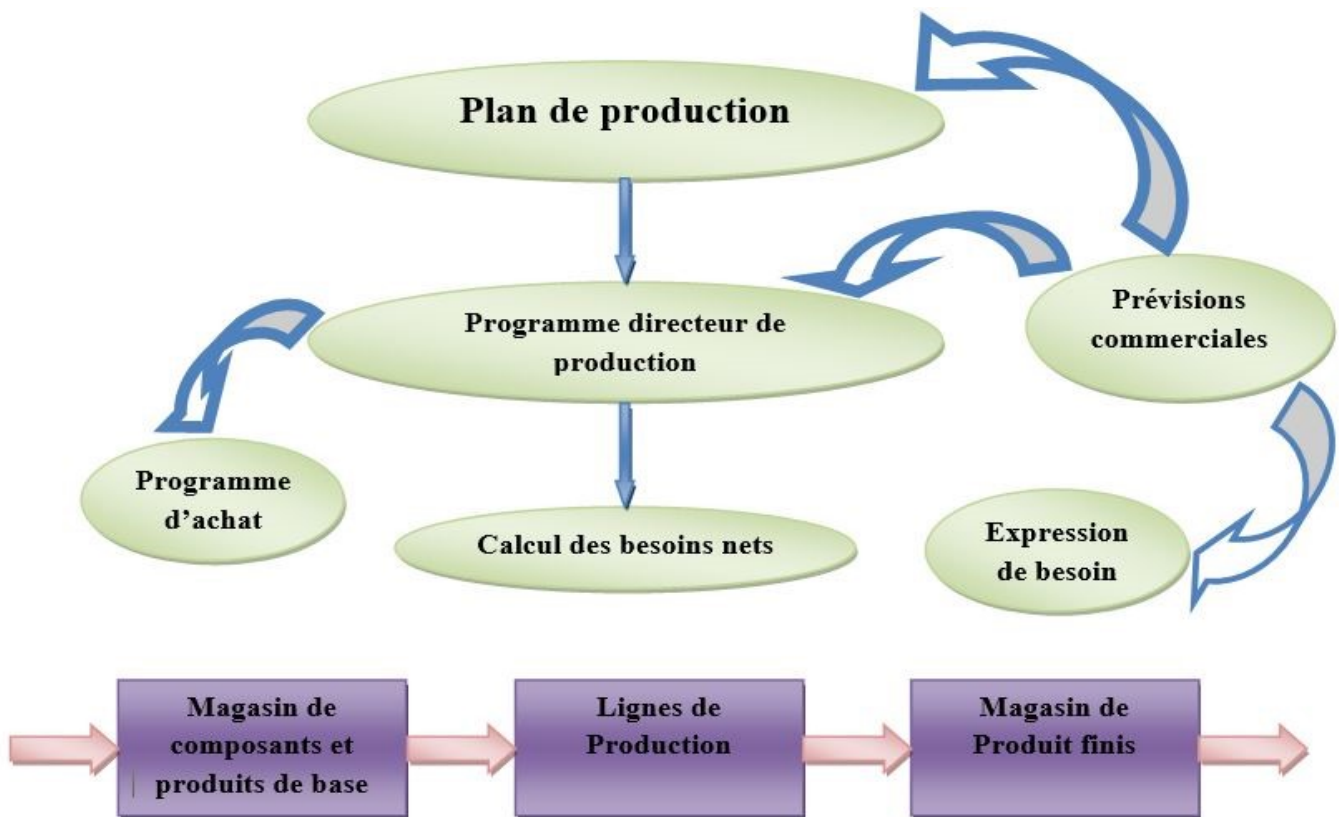 Plan de production
Programme directeur de
production
Prévisions
commerciales
Programme
d’achat
Calcul des besoins nets
Expression
de besoin
Magasin de
composants et
produits de base
Lignes de
Production
Magasin de
Produit finis